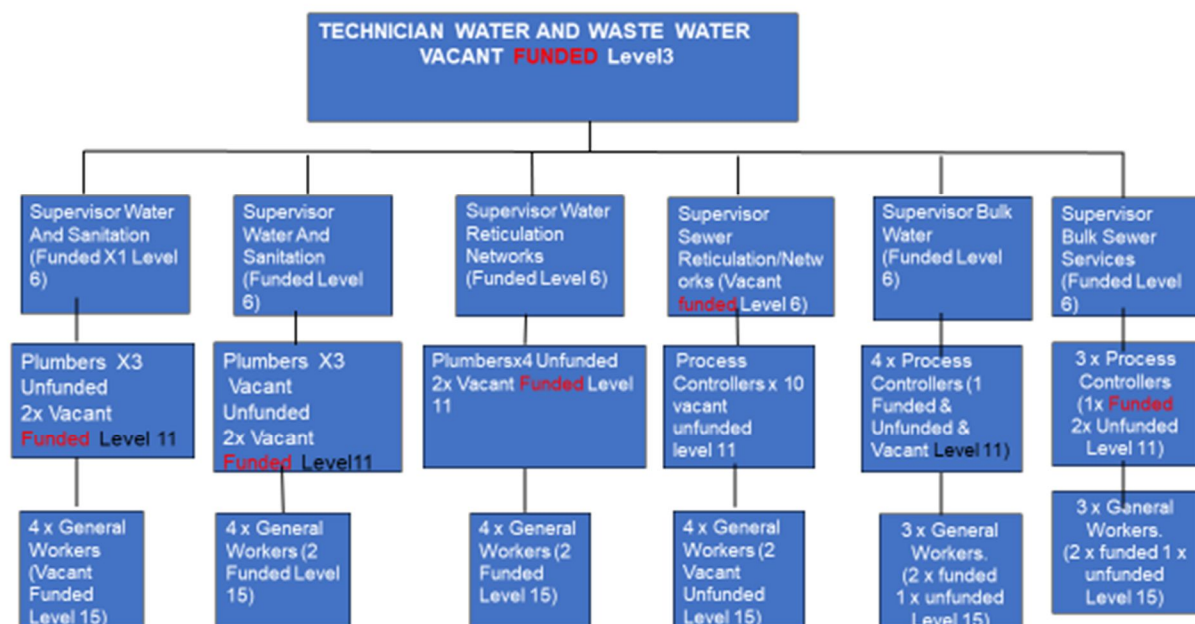 TECHNICIAN WATER AND WASTE WATER
VACANT FUNDED Level3
Supervisor Water
And Sanitation
(Funded X1 Level
6)
Supervisor
Water And
Sanitation
(Funded Level
6)
Supervisor Water
Reticulation
Networks
(Funded Level 6)
Supervisor
Sewer
Reticulation/Netw
orks (Vacant
funded Level 6)
Supervisor Bulk
Water
(Funded Level
6)
Supervisor
Bulk Sewer
Services
(Funded Level
6)
Plumbers X3
Unfunded
2x Vacant
Funded Level 11
Plumbers X3
Vacant
Unfunded
2x Vacant
Funded Level11
Plumbersx4 Unfunded
2x Vacant Funded Level
11
Process
Controllers x 10
vacant
unfunded
level 11
4 x Process
Controllers (1
Funded &
Unfunded &
Vacant Level 11)
3 x Process
Controllers
(1x Funded
2x Unfunded
Level 11)
4 x General
Workers
(Vacant
Funded
Level 15)
4 x General
Workers (2
Funded Level
15)
4 x General
Workers (2
Funded
Level 15)
4 x General
Workers (2
Vacant
Unfunded
Level 15)
3 x General
Workers.
(2 x funded
1 x unfunded
Level 15)
3 x General
Workers.
(2 x funded 1 x
unfunded
Level 15)